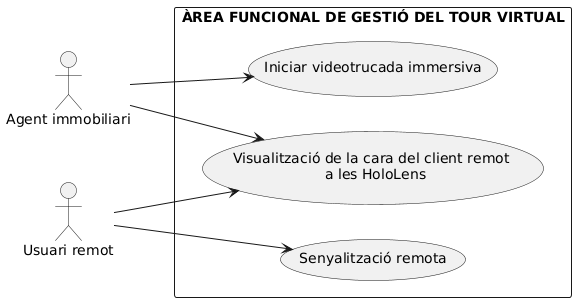 ÀREA FUNCIONAL DE GESTIÓ DEL TOUR VIRTUAL
Iniciar videotrucada immersiva
Agent immobiliari
Visualització de la cara del client remot
a les HoloLens
Usuari remot
Senyalització remota